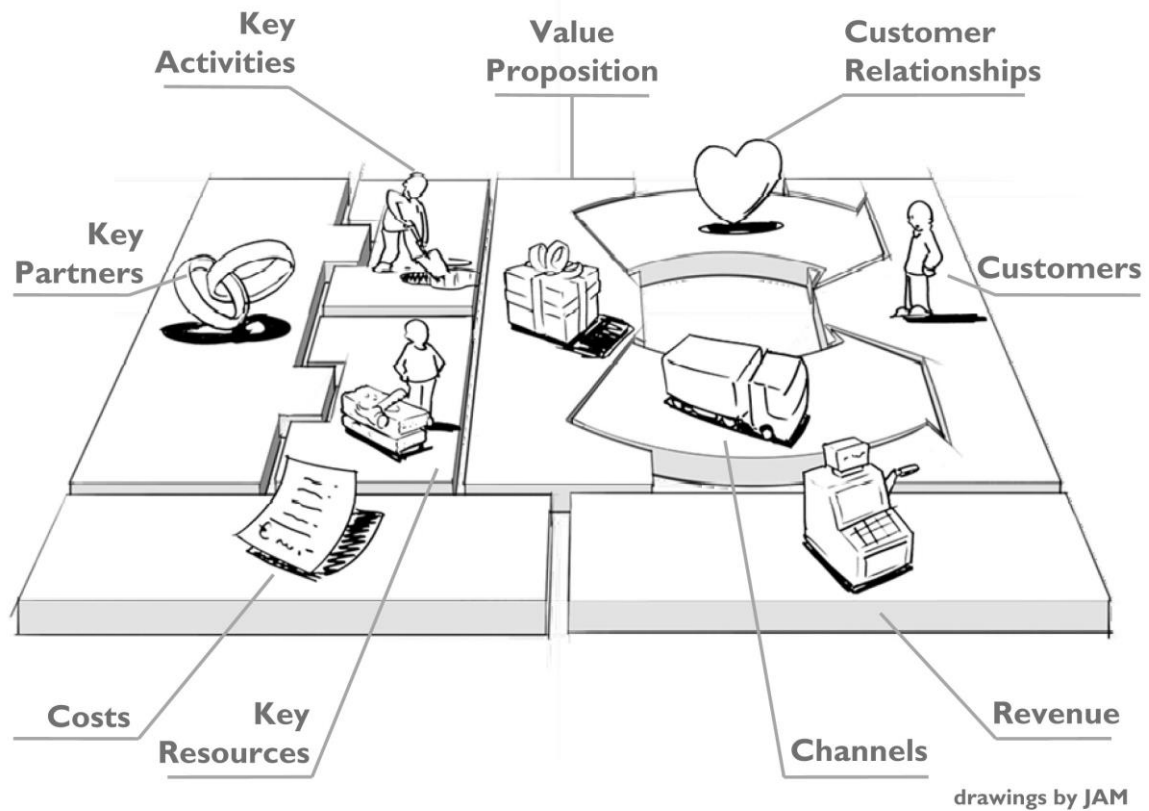 Key
Activities
Value
Proposition
Customer
Relationships
Key
Partners
Customers
Costs
Key
Resources
Channels
Revenue
drawings by JAM